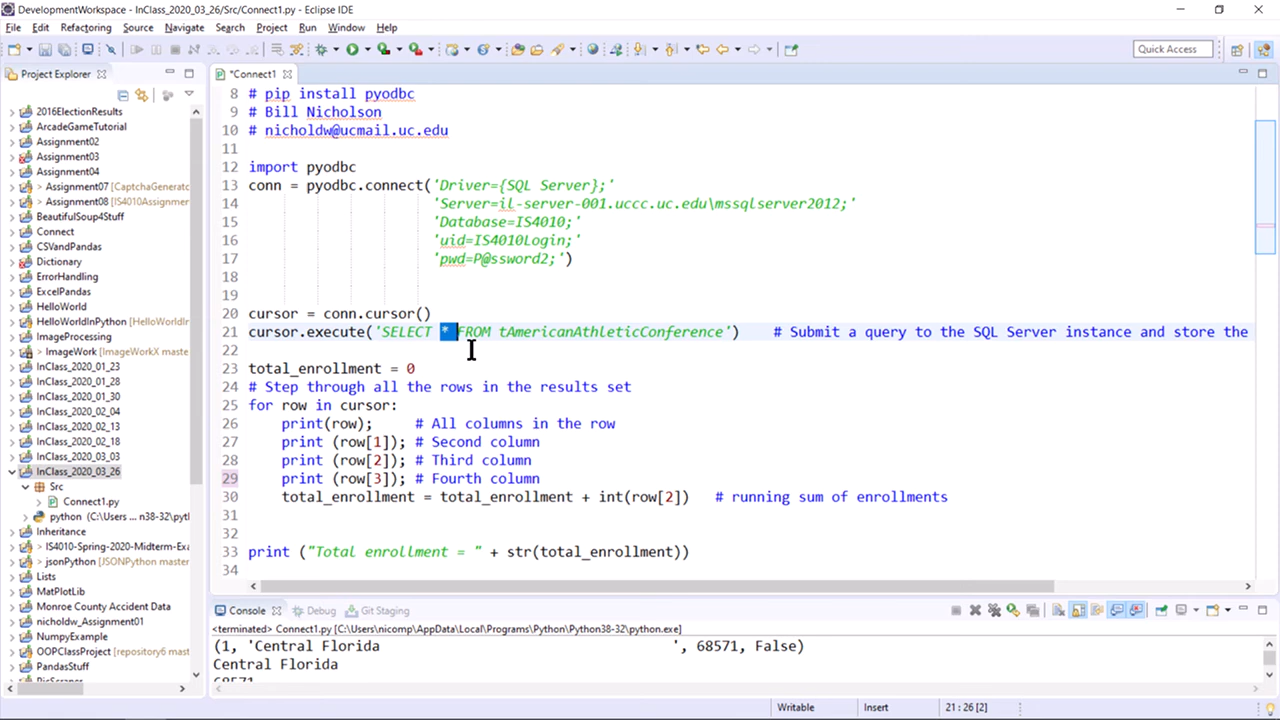 DevelopmentWorkspace - InClass_2020_03_26/Src/Connect1.py - Eclipse IDE
File Edit Refactoring Source Navigate Search Project Run Window Help
Quick Access
Project Explorer
2016ElectionResults
ArcadeGameTutorial
Assignment02
Assignment03
Assignment04
> Assignment07 [CaptchaGenerato
> Assignment08 [IS4010Assignmen
BeautifulSoup4Stuff
Connect
CSVandPandas
Dictionary
ErrorHandling
ExcelPandas
HelloWorld
HelloWorldInPython [HelloWorldIn
ImageProcessing
> ImageWork [ImageWorkX maste
InClass_2020_01_23
InClass_2020_01_28
InClass_2020_01_30
InClass_2020_02_04
InClass_2020_02_13
InClass_2020_02_18
InClass_2020_03_03
InClass_2020_03_26
Src
Connect1.py
python (C:\Users ... n38-32\pytl
Inheritance
> IS4010-Spring-2020-Midterm-Exa
> jsonPython [JSONPython master
Lists
MatPlotLib
Monroe County Accident Data
nicholdw_Assignment01
NumpyExample
OOPClassProject [repository6 mast
PandasStuff
*Connect1
8 # pip install pyodbc
9 # Bill Nicholson
10 # nicholdw@ucmail.uc.edu
11
12 import pyodbc
13 conn = pyodbc.connect('Driver={SQL Server};'
14 'Server=il-server-001.uccc.uc.edu\mssqlserver2012;'
15 'Database=IS4010;'
16 'uid=IS4010Login;'
17 'pwd=P@ssword2;')
18
19
20 cursor = conn.cursor()
21 cursor.execute('SELECT * FROM tAmericanAthleticConference') # Submit a query to the SQL Server instance and store the
22
23 total_enrollment = 0
24 # Step through all the rows in the results set
25 for row in cursor:
26 print(row); # All columns in the row
27 print (row[1]); # Second column
28 print (row[2]); # Third column
29 print (row[3]); # Fourth column
30 total_enrollment = total_enrollment + int(row[2]) # running sum of enrollments
31
32
33 print ("Total enrollment = " + str(total_enrollment))
34
Console Debug Git Staging
<terminated> Connect1.py [C:\Users\nicomp\AppData\Local\Programs\Python\Python38-32\python.exe]
(1, 'Central Florida ', 68571, False)
Central Florida
68571
Writable Insert 21 : 26 [2]